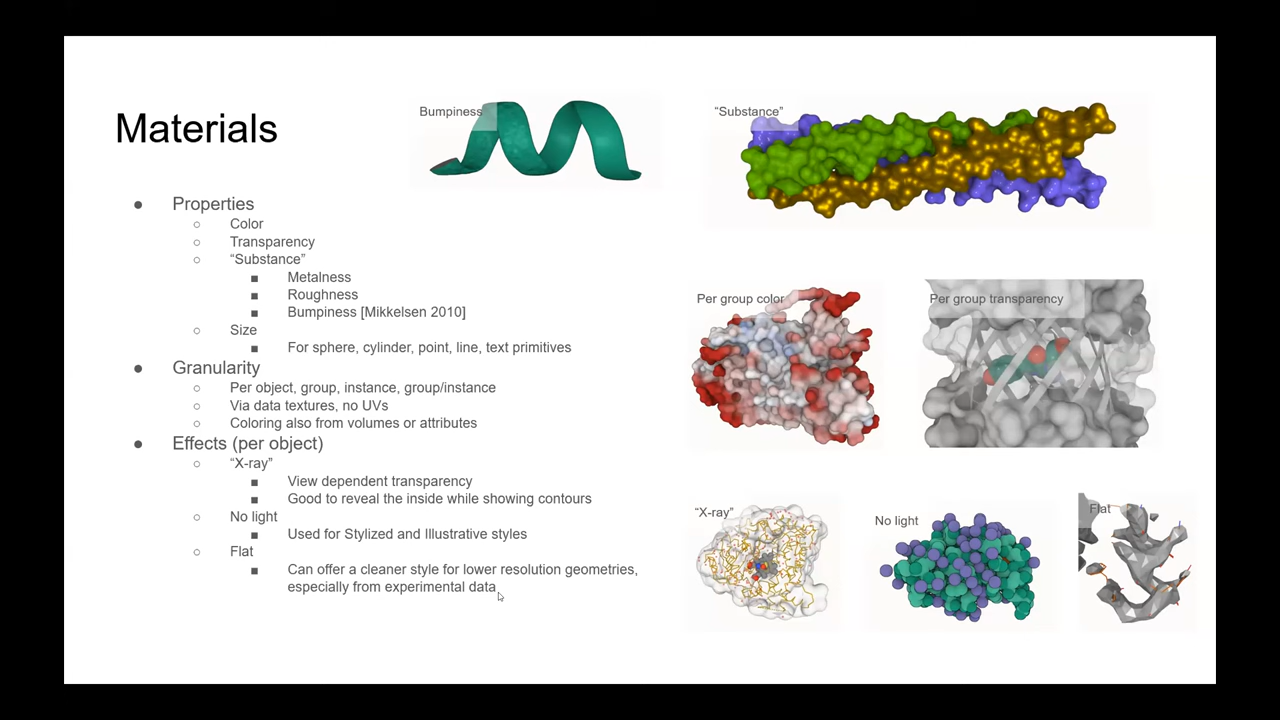 Materials
● Properties
○ Color
○ Transparency
○ “Substance”
■ Metalness
■ Roughness
■ Bumpiness [Mikkelsen 2010]
○ Size
■ For sphere, cylinder, point, line, text primitives
● Granularity
○ Per object, group, instance, group/instance
○ Via data textures, no UVs
○ Coloring also from volumes or attributes
● Effects (per object)
○ “X-ray”
■ View dependent transparency
■ Good to reveal the inside while showing contours
○ No light
■ Used for Stylized and Illustrative styles
○ Flat
■ Can offer a cleaner style for lower resolution geometries,
especially from experimental data
Bumpiness
“Substance”
Per group color
Per group transparency
“X-ray”
No light
Flat